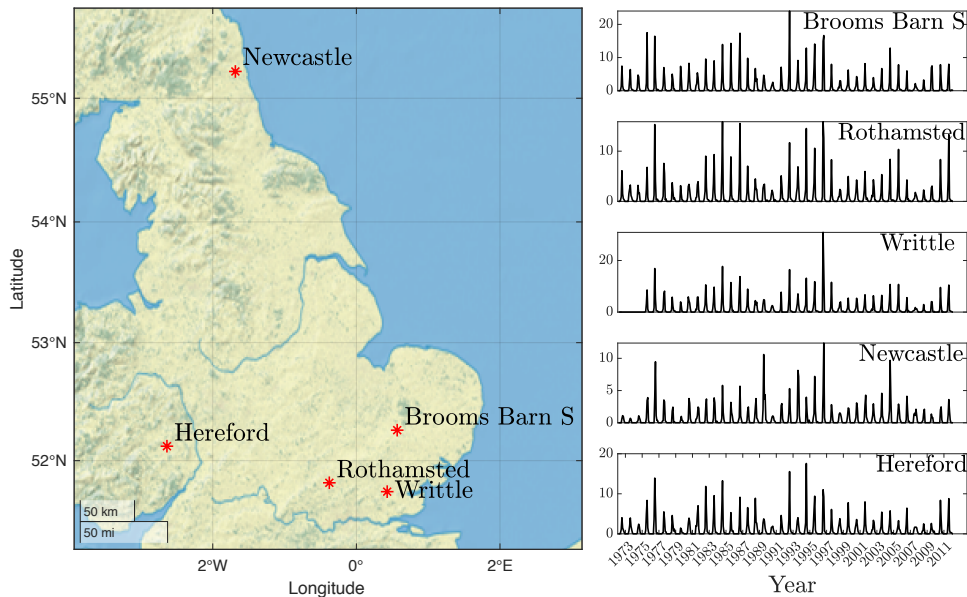 Newcastle
55°N
54°N
53°N
52°N
Latitude
Brooms Barn S
Hereford
Rothamsted
Writtle
50 km
50 mi
2°W
0°
2°E
Longitude
Brooms Barn S
20
10
0
Rothamsted
10
0
Writtle
20
0
Newcastle
10
5
0
Hereford
20
10
0
1973 1975 1977 1979 1981 1983 1985 1987 1989 1991 1993 1995 1997 1999 2001 2003 2005 2007 2009 2011
Year